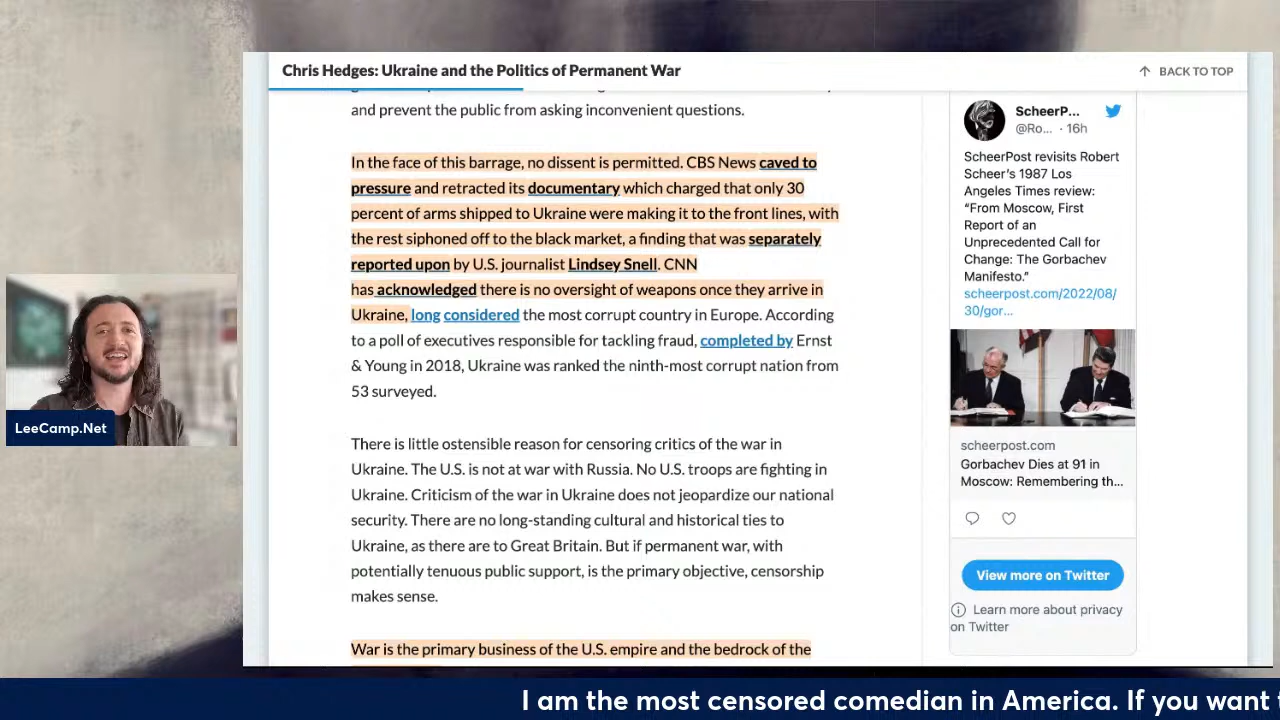 Chris Hedges: Ukraine and the Politics of Permanent War
BACK TO TOP
and prevent the public from asking inconvenient questions.
In the face of this barrage, no dissent is permitted. CBS News caved to
pressure and retracted its documentary which charged that only 30
percent of arms shipped to Ukraine were making it to the front lines, with
the rest siphoned off to the black market, a finding that was separately
reported upon by U.S. journalist Lindsey Snell. CNN
has acknowledged there is no oversight of weapons once they arrive in
Ukraine, long considered the most corrupt country in Europe. According
to a poll of executives responsible for tackling fraud, completed by Ernst
& Young in 2018, Ukraine was ranked the ninth-most corrupt nation from
53 surveyed.
There is little ostensible reason for censoring critics of the war in
Ukraine. The U.S. is not at war with Russia. No U.S. troops are fighting in
Ukraine. Criticism of the war in Ukraine does not jeopardize our national
security. There are no long-standing cultural and historical ties to
Ukraine, as there are to Great Britain. But if permanent war, with
potentially tenuous public support, is the primary objective, censorship
makes sense.
War is the primary business of the U.S. empire and the bedrock of the
ScheerP...
@Ro... · 16h
ScheerPost revisits Robert
Scheer's 1987 Los
Angeles Times review:
"From Moscow, First
Report of an
Unprecedented Call for
Change: The Gorbachev
Manifesto."
scheerpost.com/2022/08/
30/gor...
scheerpost.com
Gorbachev Dies at 91 in
Moscow: Remembering th...
View more on Twitter
Learn more about privacy
on Twitter
LeeCamp.Net
I am the most censored comedian in America. If you want